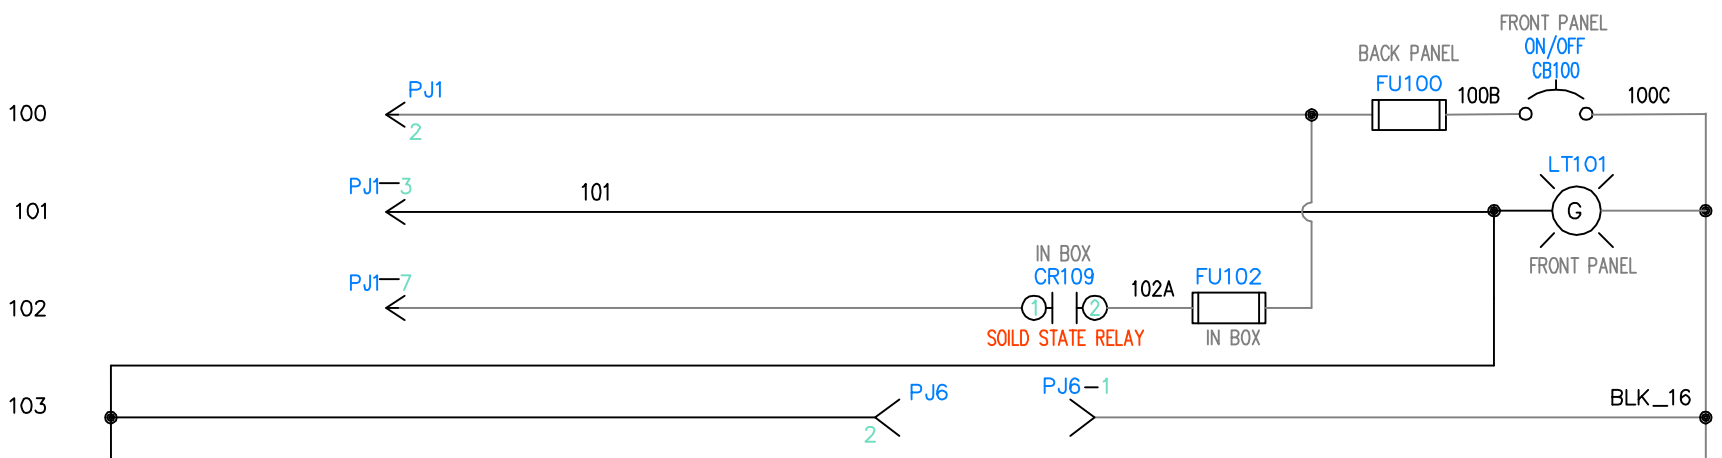 FRONT PANEL
ON/OFF
CB100
BACK PANEL
FU100
100B
100C
PJ1
100
2
LT101
PJ1-3
101
101
G
FRONT PANEL
IN BOX
CR109
FU102
PJ1-7
102A
102
1
2
SOILD STATE RELAY
IN BOX
PJ6
PJ6-1
BLK_16
103
2